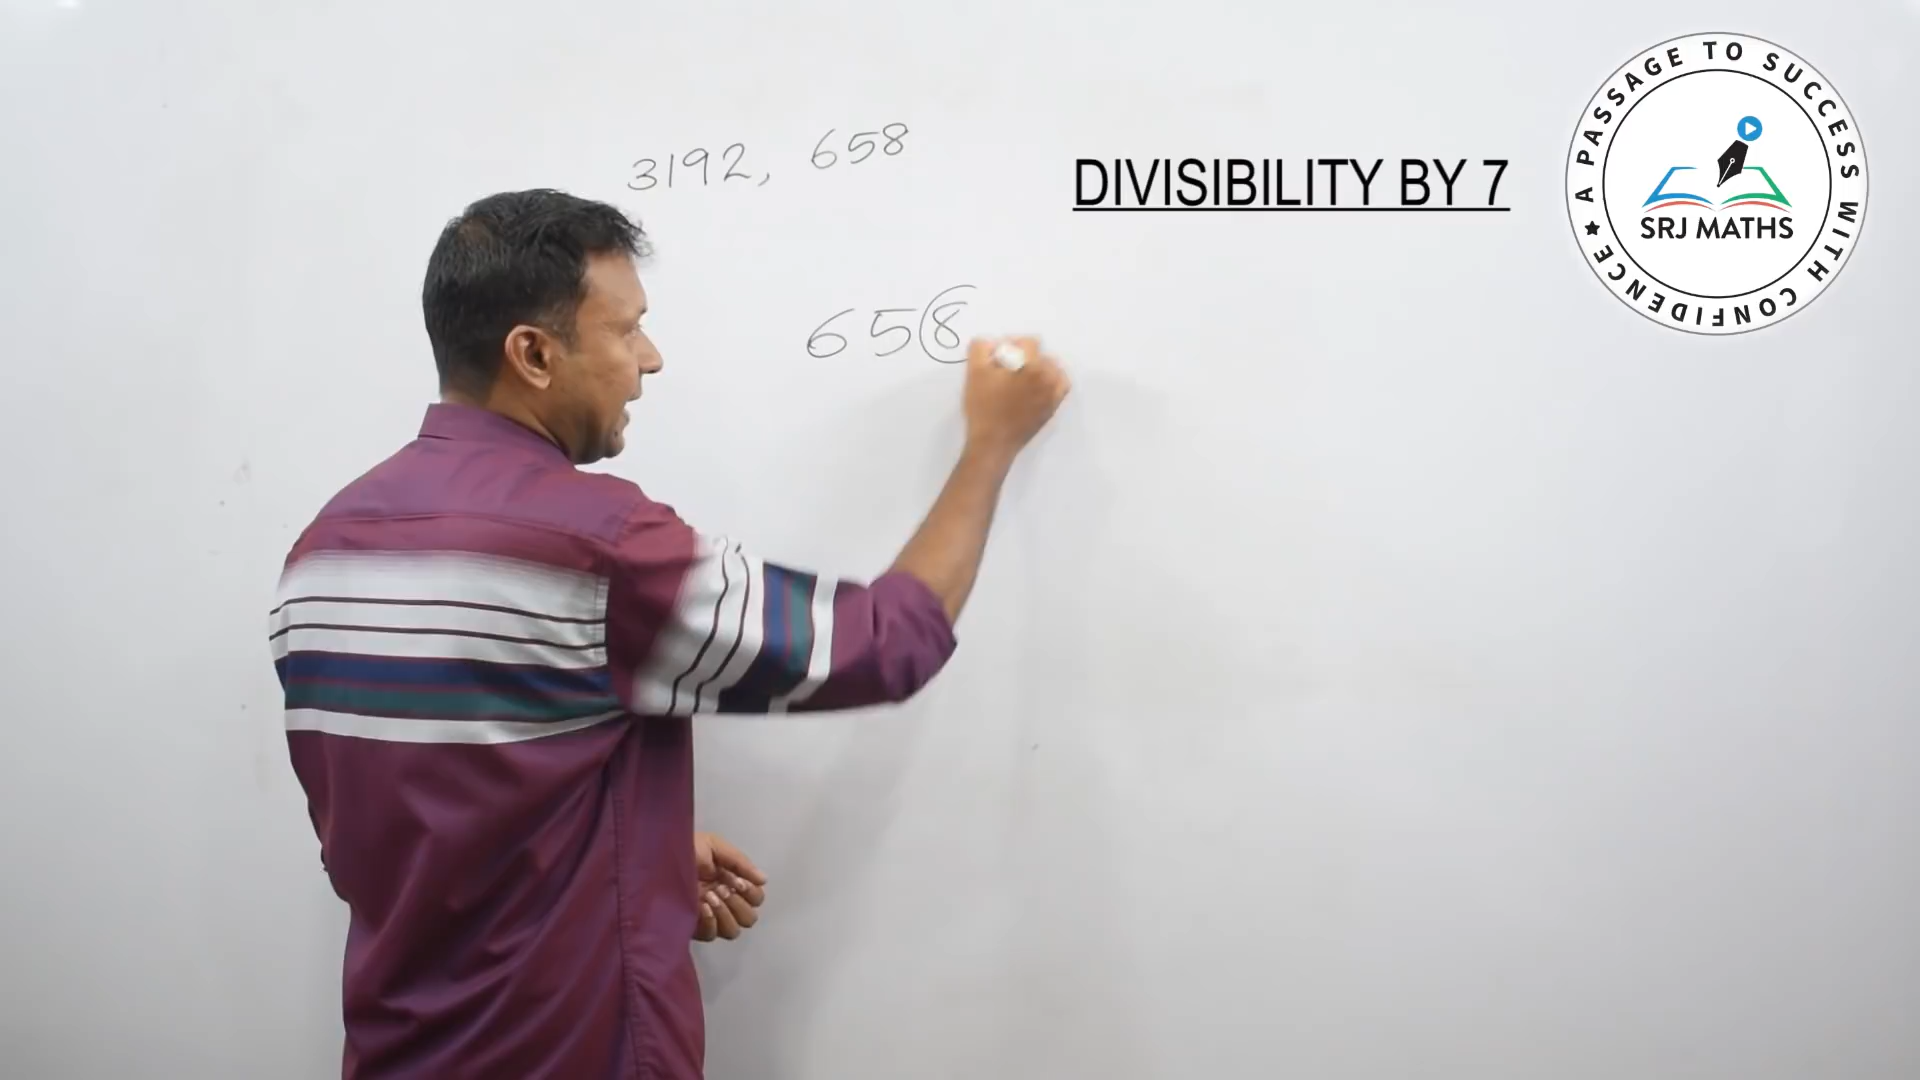 3192, 658
DIVISIBILITY BY 7
658
A PASSAGE TO SUCCESS WITH CONFIDENCE
SRJ MATHS